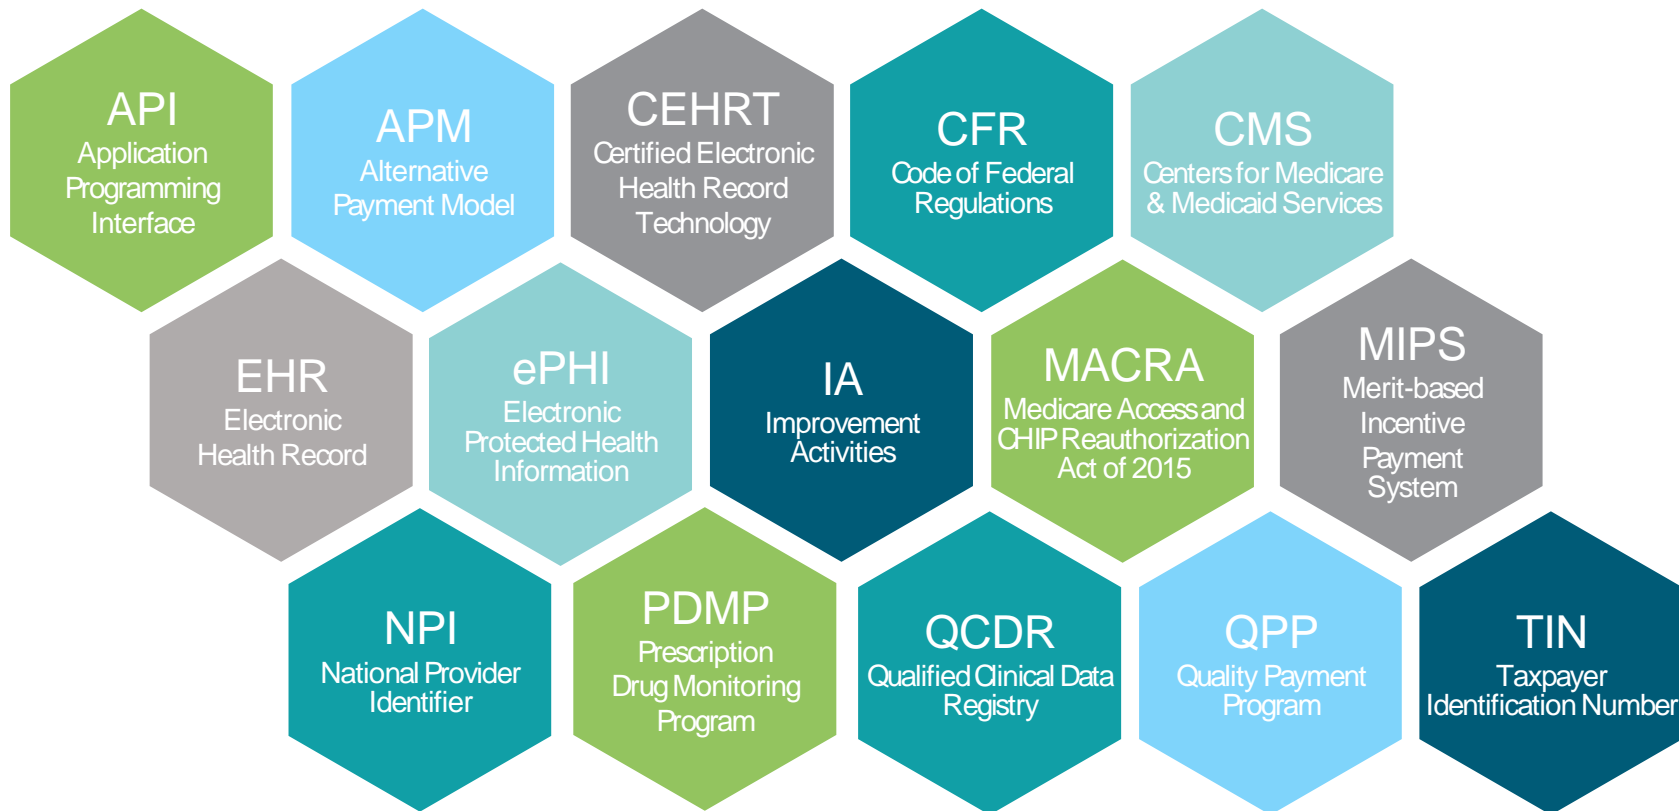 API
Application
Programming
Interface
APM
Alternative
Payment Model
CEHRT
Certified Electronic
Health Record
Technology
CFR
Code of Federal
Regulations
CMS
Centers for Medicare
& Medicaid Services
EHR
Electronic
Health Record
ePHI
Electronic
Protected Health
Information
IA
Improvement
Activities
MACRA
Medicare Access and
CHIP Reauthorization
Act of 2015
MIPS
Merit-based
Incentive
Payment
System
NPI
National Provider
Identifier
PDMP
Prescription
Drug Monitoring
Program
QCDR
Qualified Clinical Data
Registry
QPP
Quality Payment
Program
TIN
Taxpayer
Identification Number